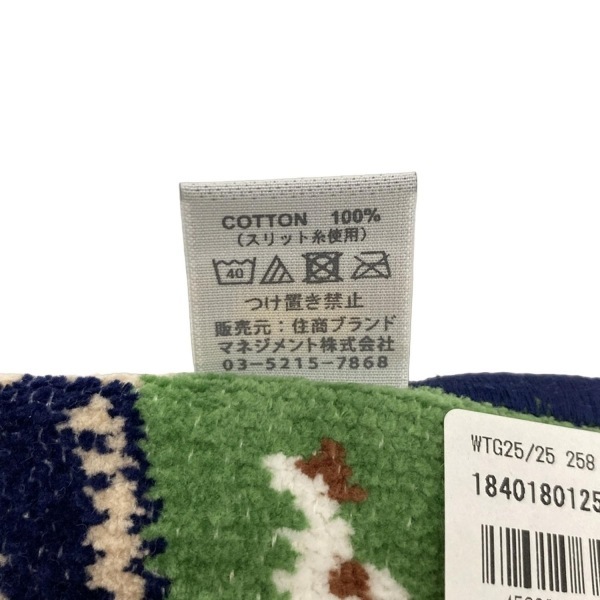 COTTON 100%
（スリット糸使用）
40
つけ置き禁止
販売元：住商ブランド
マネジメント株式会社
03-5215-7868
WTG25/25 258
1840180125